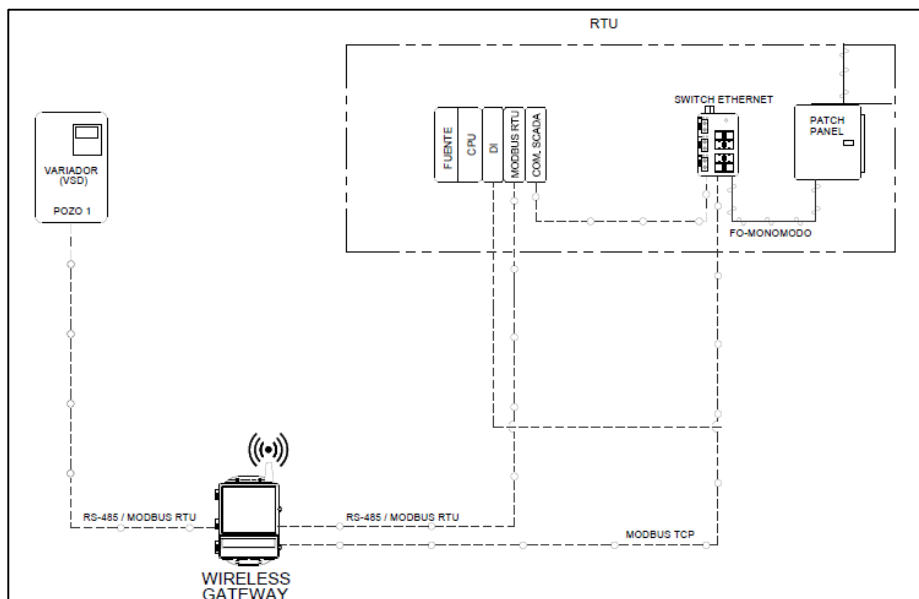 RTU
VARIADOR
(VSD)
POZO 1
FUENTE
CPU
DI
MODBUS RTU
COM. SCADA
SWITCH ETHERNET
PATCH
PANEL
FO-MONOMODO
RS-485 / MODBUS RTU
RS-485 / MODBUS RTU
MODBUS TCP
WIRELESS
GATEWAY